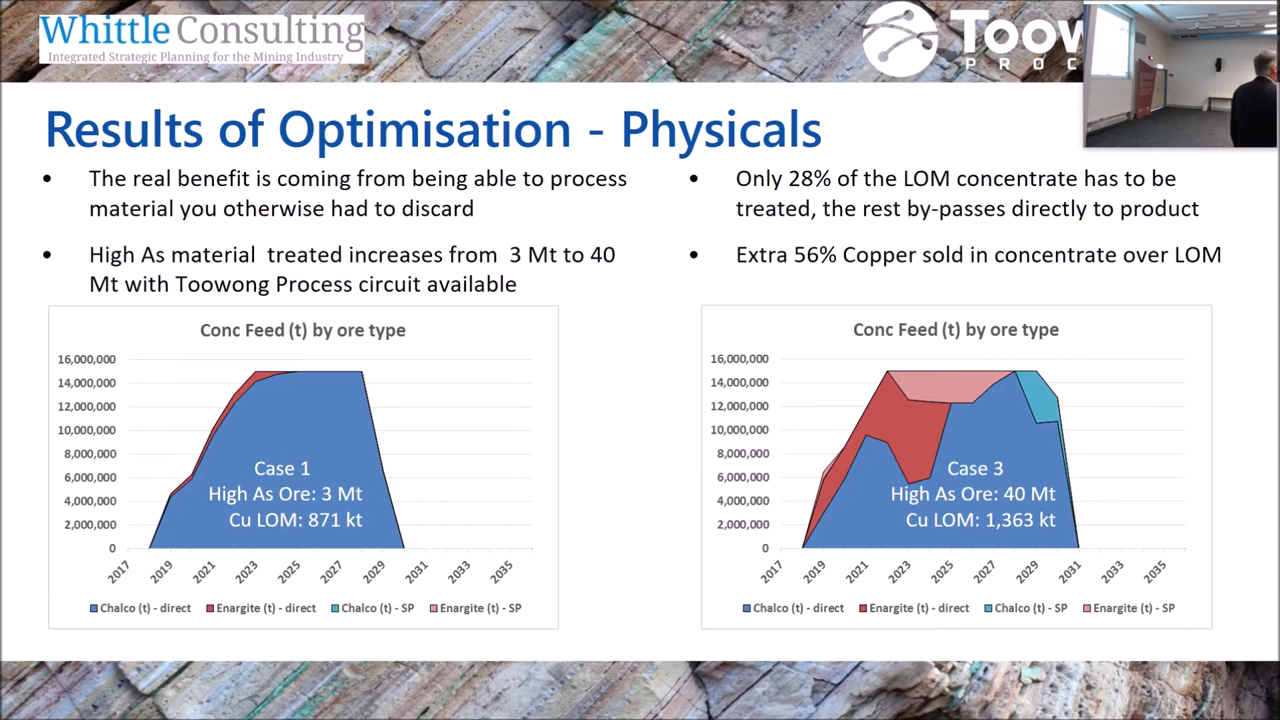 Whittle Consulting
Integrated Strategic Planning for the Mining Industry
Results of Optimisation - Physicals
• The real benefit is coming from being able to process
material you otherwise had to discard
• High As material treated increases from 3 Mt to 40
Mt with Toowong Process circuit available
• Only 28% of the LOM concentrate has to be
treated, the rest by-passes directly to product
• Extra 56% Copper sold in concentrate over LOM
Conc Feed (t) by ore type
16,000,000
14,000,000
12,000,000
10,000,000
8,000,000
6,000,000
4,000,000
2,000,000
0
Case 1
High As Ore: 3 Mt
Cu LOM: 871 kt
2017 2019 2021 2023 2025 2027 2029 2031 2033 2035
Chalco (t) - direct Enargite (t) - direct Chalco (t) - SP Enargite (t) - SP
Conc Feed (t) by ore type
16,000,000
14,000,000
12,000,000
10,000,000
8,000,000
6,000,000
4,000,000
2,000,000
0
Case 3
High As Ore: 40 Mt
Cu LOM: 1,363 kt
2017 2019 2021 2023 2025 2027 2029 2031 2033 2035
Chalco (t) - direct Enargite (t) - direct Chalco (t) - SP Enargite (t) - SP